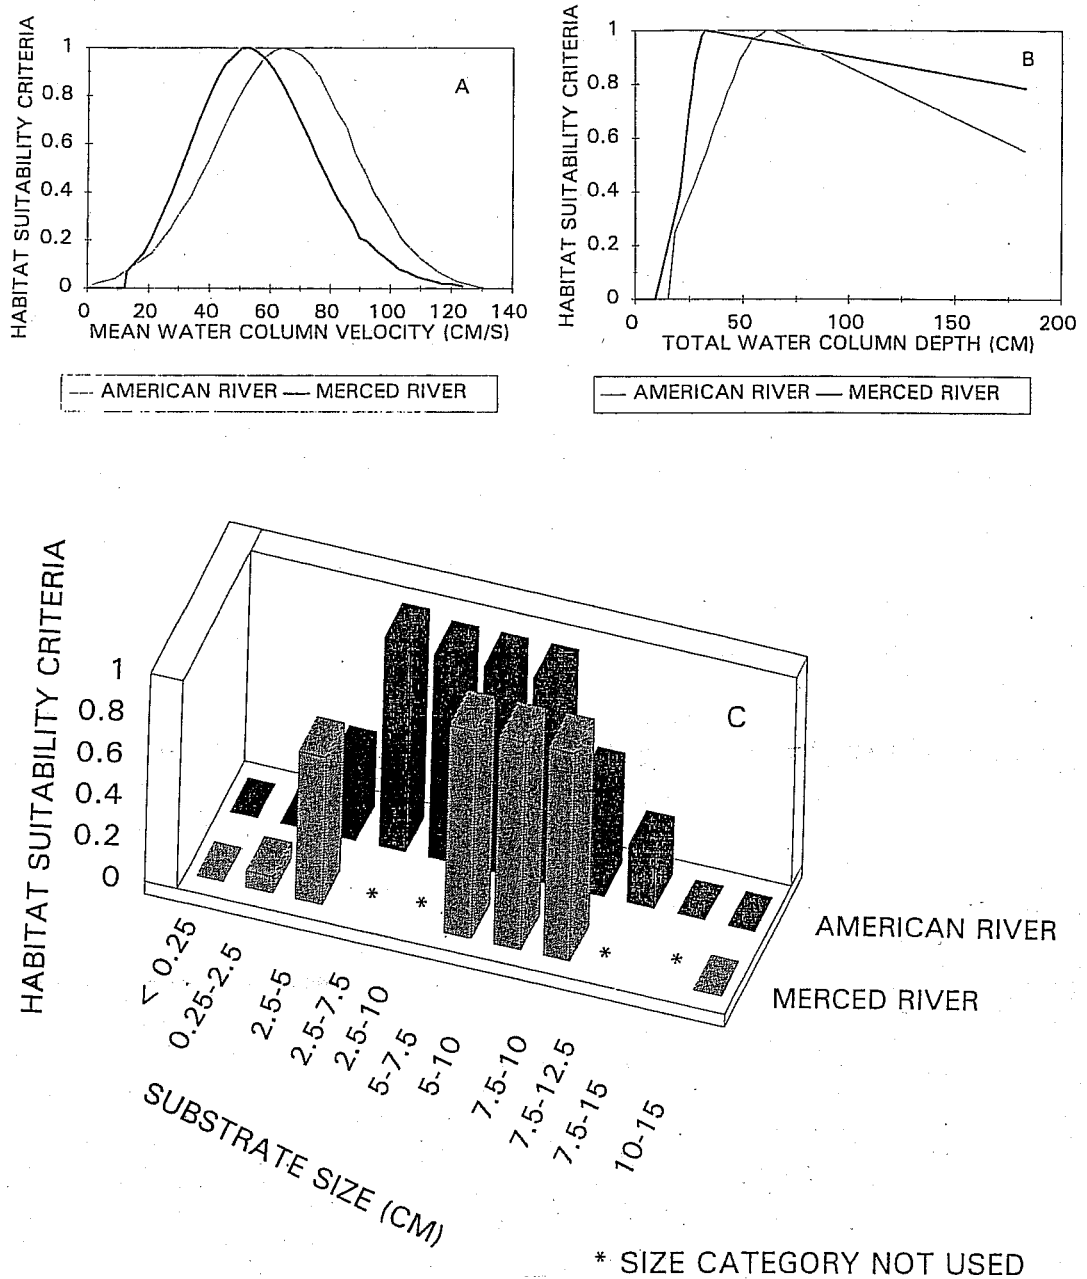 HABITAT SUITABILITY CRITERIA
1
0.8
0.6
0.4
0.2
0
A
0 20 40 60 80 100 120 140
MEAN WATER COLUMN VELOCITY (CM/S)
AMERICAN RIVER MERCED RIVER
HABITAT SUITABILITY CRITERIA
1
0.8
0.6
0.4
0.2
0
B
0 50 100 150 200
TOTAL WATER COLUMN DEPTH (CM)
AMERICAN RIVER MERCED RIVER
HABITAT SUITABILITY CRITERIA
1
0.8
0.6
0.4
0.2
0
C
* * * *
AMERICAN RIVER
MERCED RIVER
< 0.25
0.25-2.5
2.5-5
2.5-7.5
2.5-10
5-7.5
5-10
7.5-10
7.5-12.5
7.5-15
10-15
SUBSTRATE SIZE (CM)
* SIZE CATEGORY NOT USED